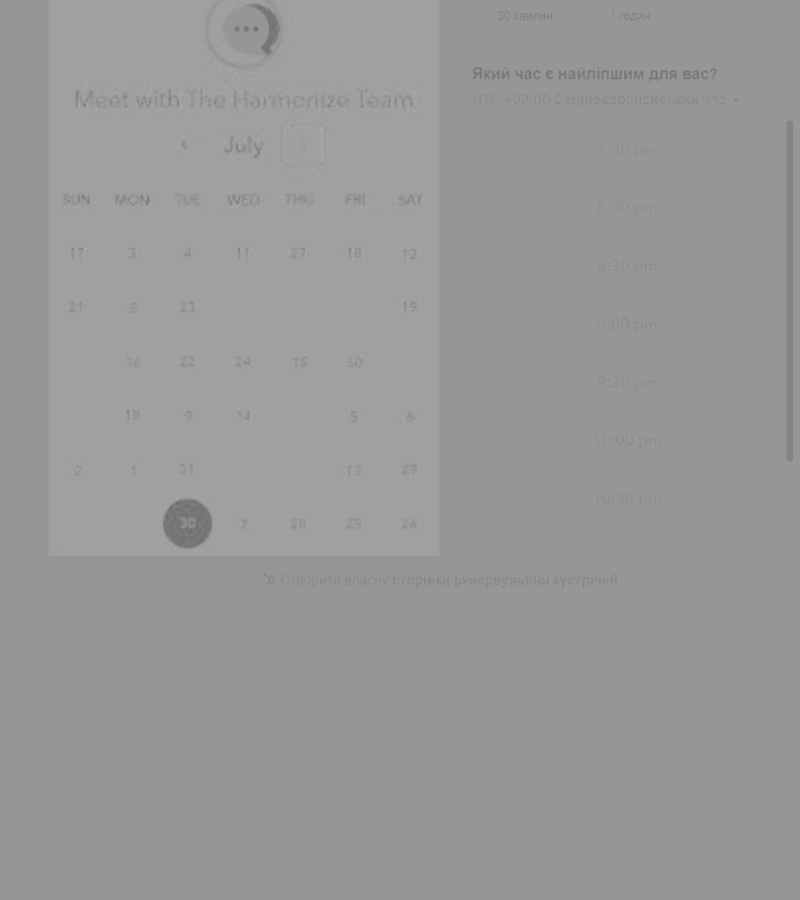 30 хвилин 1 годин
Meet with The Harmonize Team
Який час є найліпшим для вас?
UTC +03:00 Східноєвропейський час
July
SUN MON TUE WED THU FRI SAT
17 3 4 11 27 18 12
21 8 23 19
16 22 24 15 30
18 9 14 5 6
2 1 31 13 29
30 7 28 25 26
7:30 pm
8:00 pm
8:30 pm
9:00 pm
9:30 pm
10:00 pm
10:30 pm
Створити власну сторінка резервування зустрічей